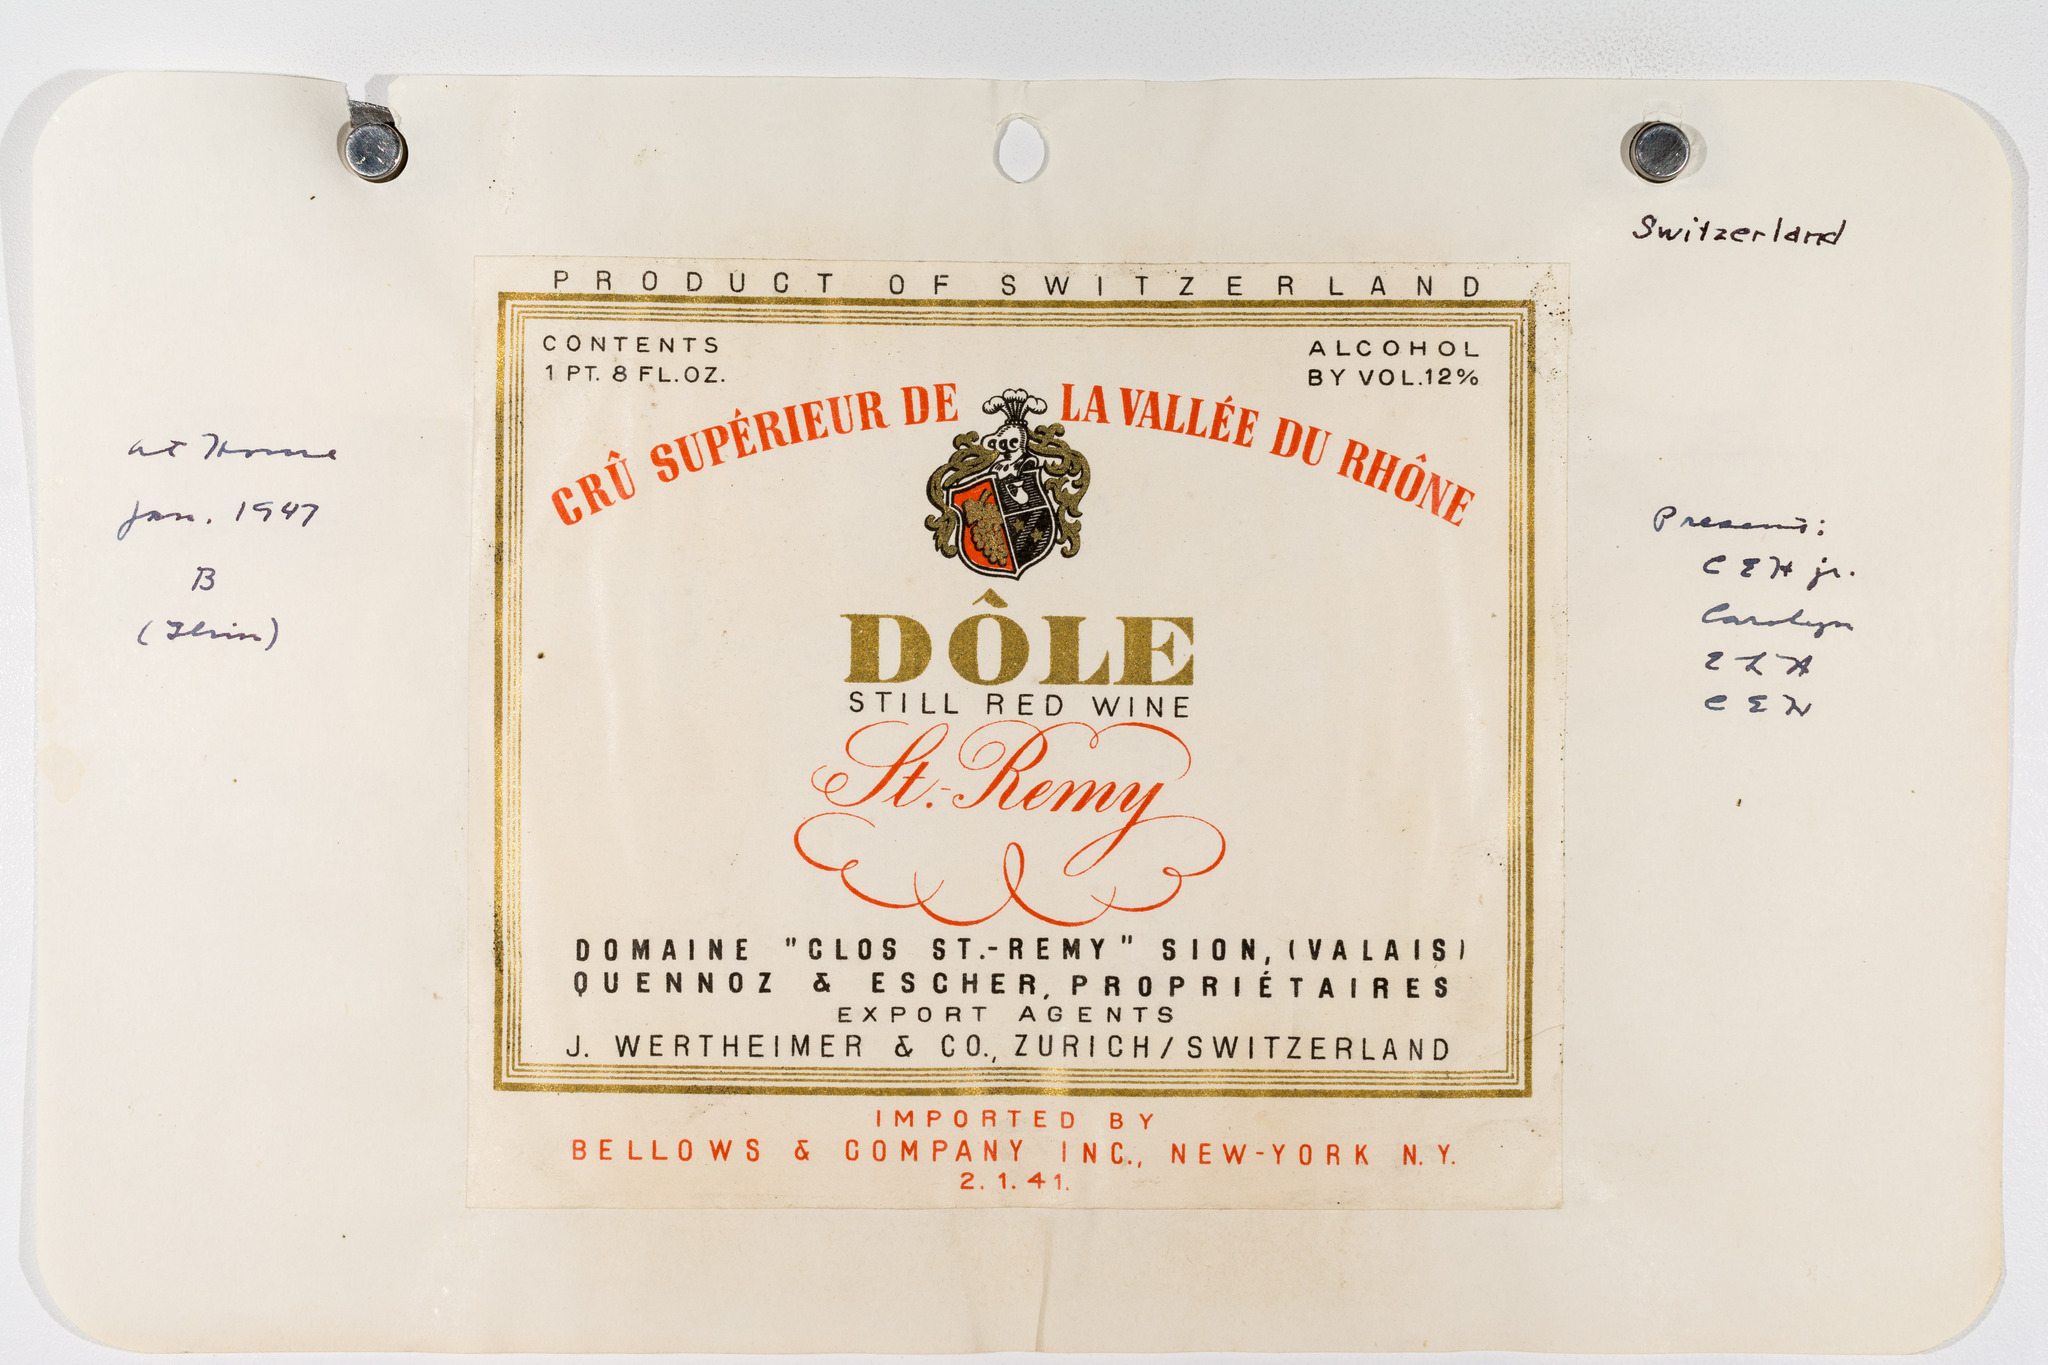 Switzerland
PRODUCT OF SWITZERLAND
CONTENTS
1 PT. 8 FL.OZ.
ALCOHOL
BY VOL.12%
CRÛ SUPÉRIEUR DE LA VALLÉE DU RHÔNE
DÔLE
STILL RED WINE
St.-Remy
DOMAINE "CLOS ST.-REMY" SION, (VALAIS)
QUENNOZ & ESCHER, PROPRIÉTAIRES
EXPORT AGENTS
J. WERTHEIMER & CO., ZURICH/SWITZERLAND
IMPORTED BY
BELLOWS & COMPANY INC., NEW-YORK N.Y.
2.1.41.
at Home
Jan. 1947
B
(Thin)
Present:
CEH jr.
Carolyn